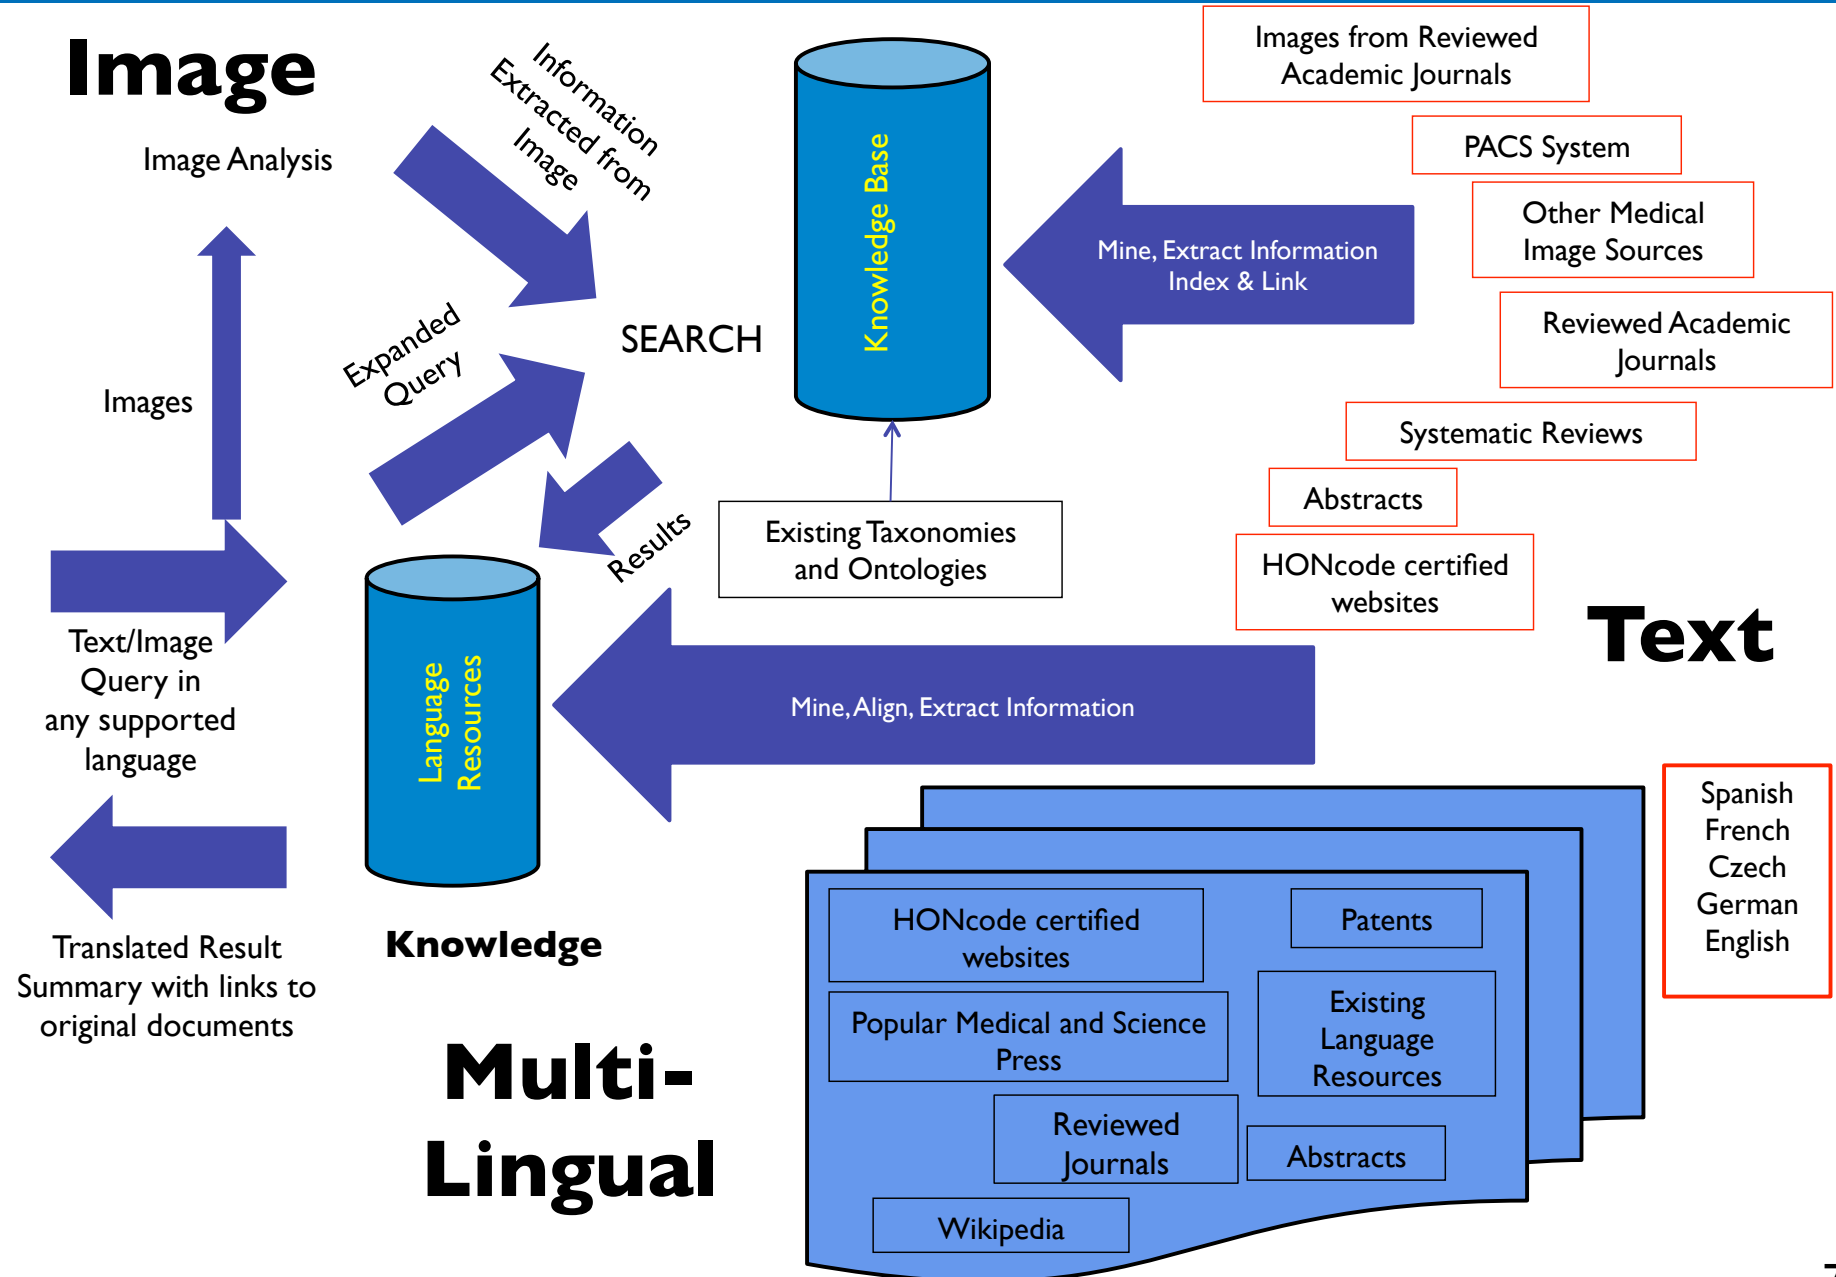 Image
Image Analysis
Information
Extracted from
Image
Images
Expanded
Query
SEARCH
Results
Knowledge Base
Mine, Extract Information
Index & Link
Images from Reviewed
Academic Journals
PACS System
Other Medical
Image Sources
Reviewed Academic
Journals
Systematic Reviews
Abstracts
HONcode certified
websites
Existing Taxonomies
and Ontologies
Text
Text/Image
Query in
any supported
language
Language
Resources
Mine, Align, Extract Information
Translated Result
Summary with links to
original documents
Knowledge
Multi-
Lingual
HONcode certified
websites
Patents
Popular Medical and Science
Press
Existing
Language
Resources
Reviewed
Journals
Abstracts
Wikipedia
Spanish
French
Czech
German
English